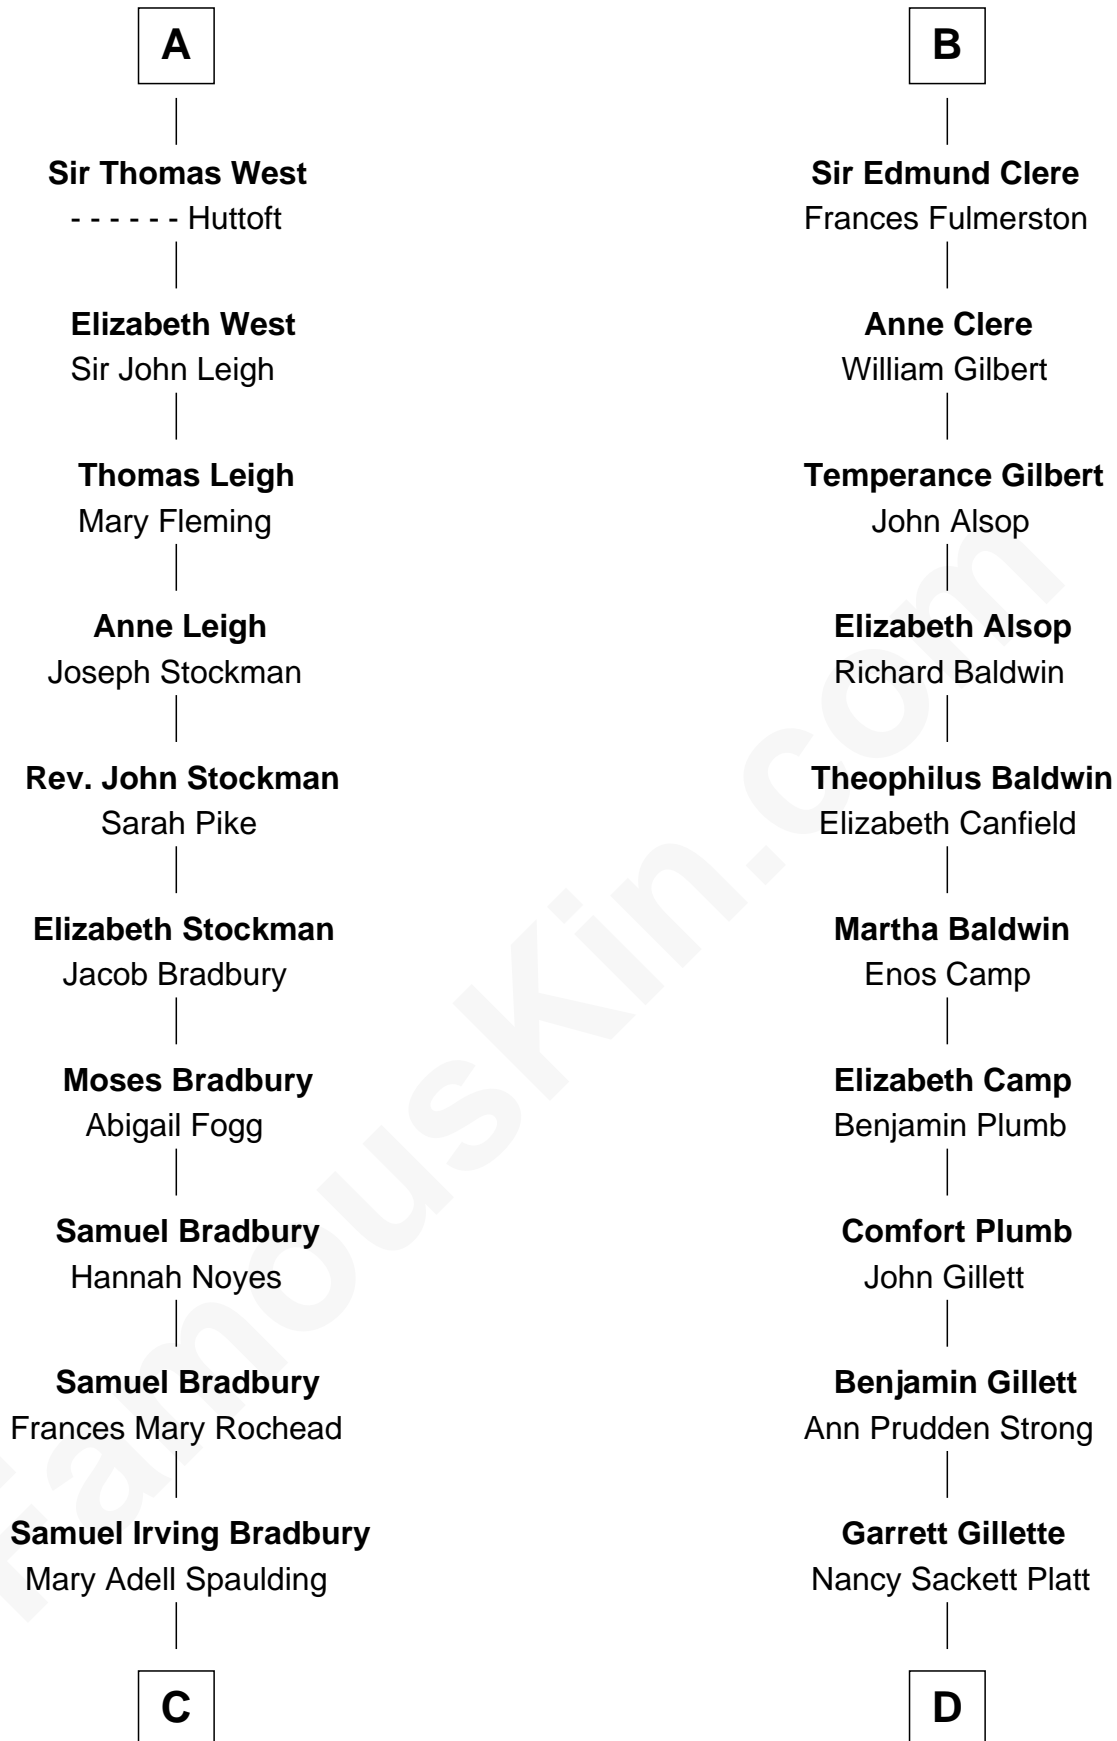 A
Sir Thomas West
- - - - - - Huttoft
Elizabeth West
Sir John Leigh
Thomas Leigh
Mary Fleming
Anne Leigh
Joseph Stockman
Rev. John Stockman
Sarah Pike
Elizabeth Stockman
Jacob Bradbury
Moses Bradbury
Abigail Fogg
Samuel Bradbury
Hannah Noyes
Samuel Bradbury
Frances Mary Rochead
Samuel Irving Bradbury
Mary Adell Spaulding
C
B
Sir Edmund Clere
Frances Fulmerston
Anne Clere
William Gilbert
Temperance Gilbert
John Alsop
Elizabeth Alsop
Richard Baldwin
Theophilus Baldwin
Elizabeth Canfield
Martha Baldwin
Enos Camp
Elizabeth Camp
Benjamin Plumb
Comfort Plumb
John Gillett
Benjamin Gillett
Ann Prudden Strong
Garrett Gillette
Nancy Sackett Platt
D
FamousKin.com